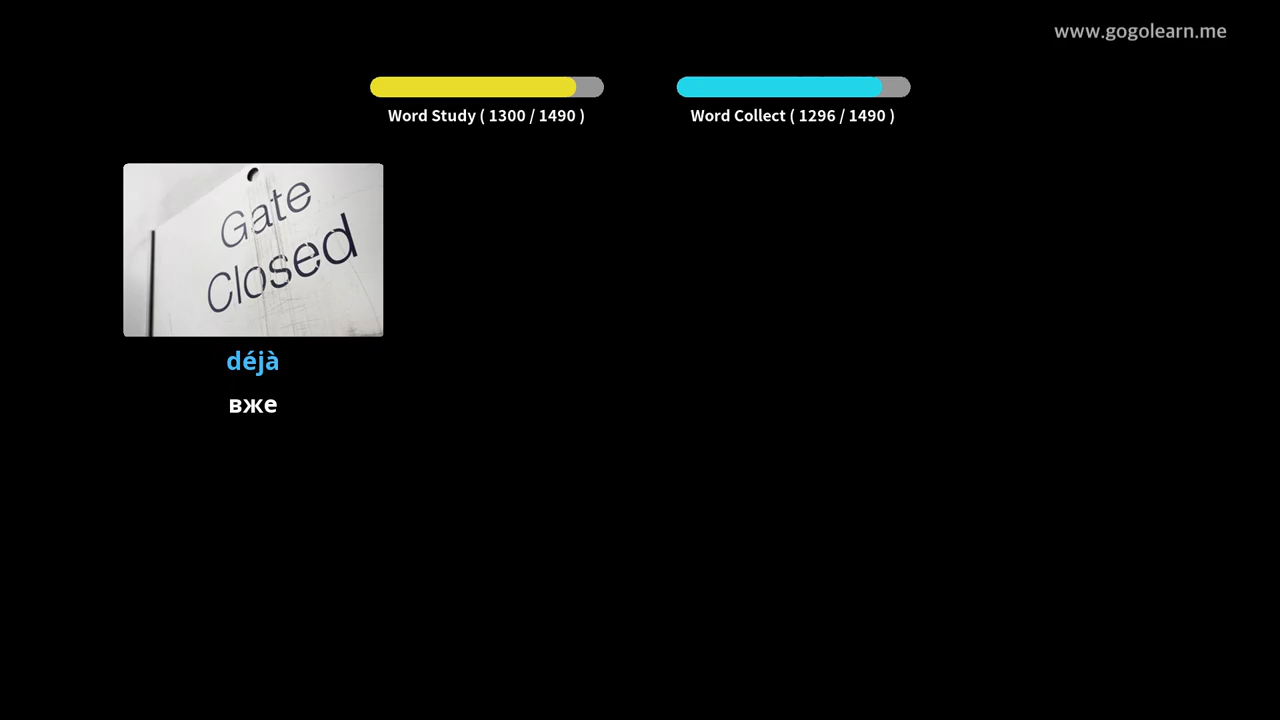 www.gogolearn.me
Word Study ( 1300 / 1490 )
Word Collect ( 1296 / 1490 )
Gate
Closed
déjà
вже